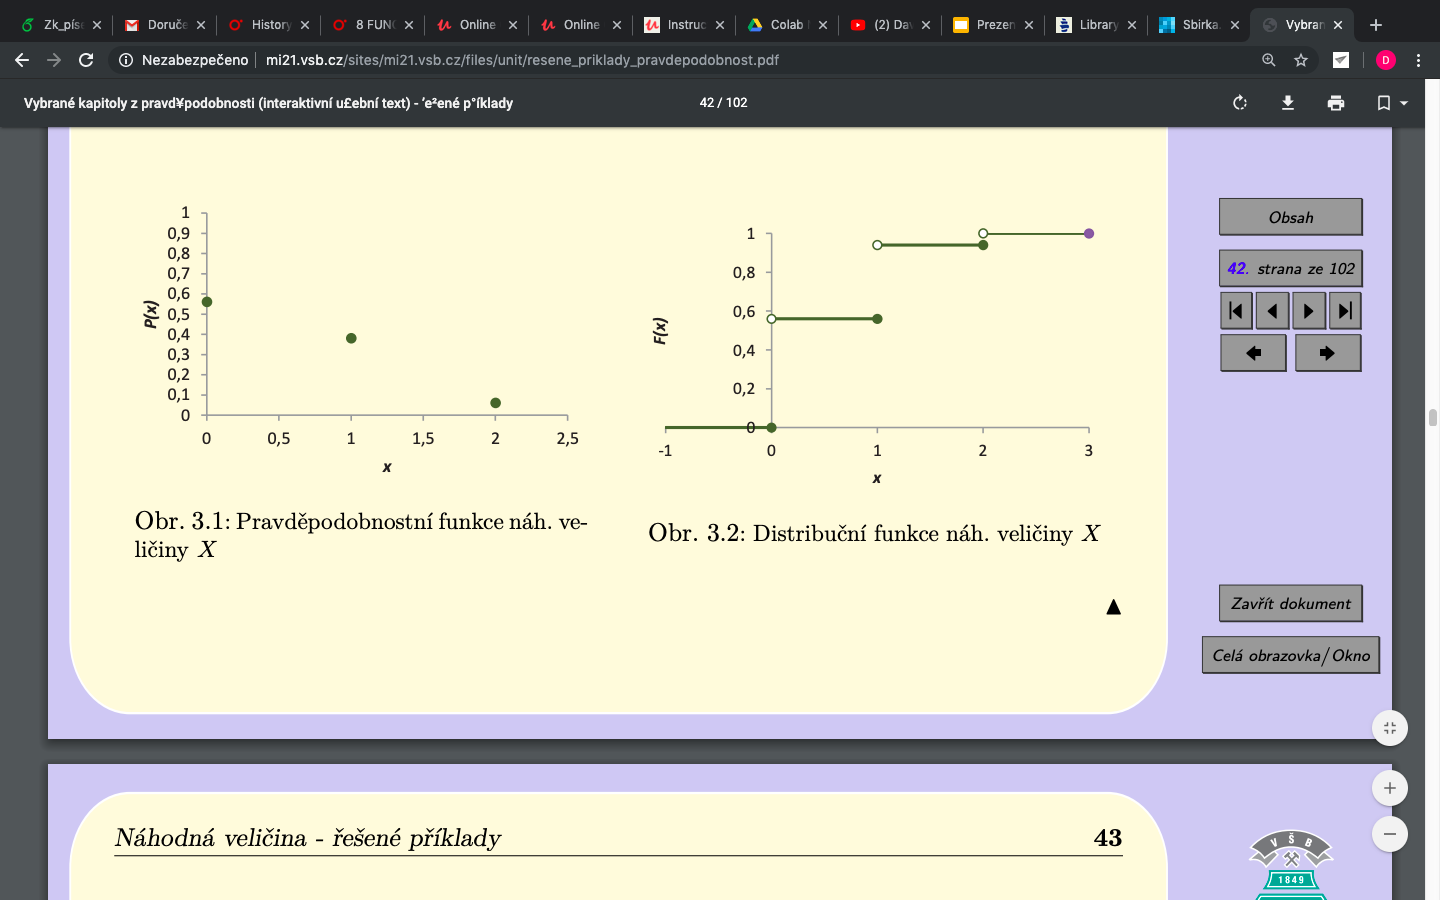 Zk_pís
Doruče
History
8 FUN
Online
Online
Instruc
Colab
(2) Da
Prezen
Library
Sbirka.
Vybran
Nezabezpečeno
mi21.vsb.cz/sites/mi21.vsb.cz/files/unit/resene_priklady_pravdepodobnost.pdf
D
Vybrané kapitoly z pravd¥podobnosti (interaktivní u£ební text) - ’e²ené p°íklady
42 / 102
1
0,9
0,8
0,7
0,6
0,5
0,4
0,3
0,2
0,1
0
P(x)
0 0,5 1 1,5 2 2,5
x
1
0,8
0,6
0,4
0,2
0
F(x)
-1 0 1 2 3
x
Obr. 3.1: Pravděpodobnostní funkce náh. ve-
ličiny X
Obr. 3.2: Distribuční funkce náh. veličiny X
Obsah
42. strana ze 102
Zavřít dokument
Celá obrazovka/Okno
Náhodná veličina - řešené příklady 43
V Š B
1849